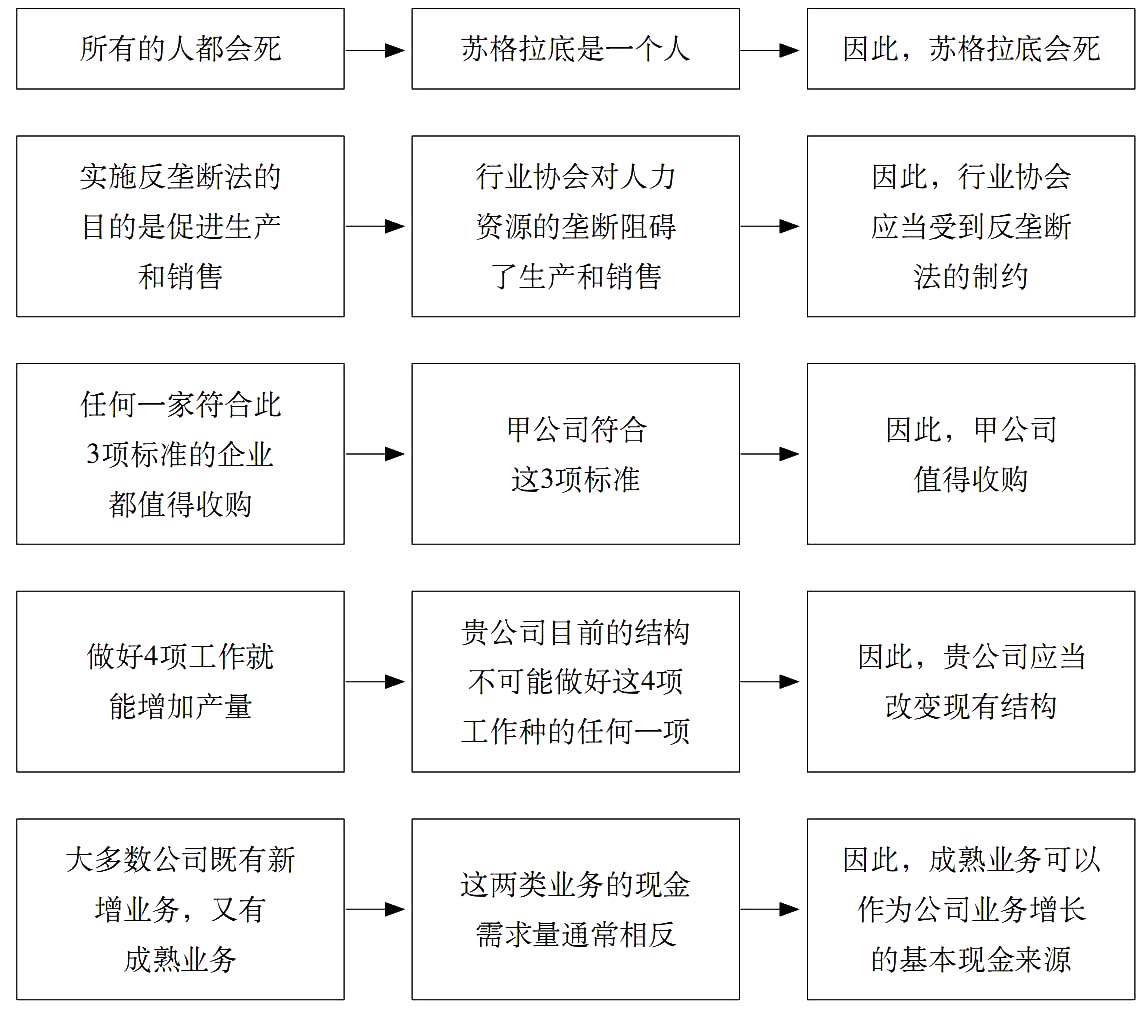 所有的人都会死
苏格拉底是一个人
因此，苏格拉底会死
实施反垄断法的
目的是促进生产
和销售
行业协会对人力
资源的垄断阻碍
了生产和销售
因此，行业协会
应当受到反垄断
法的制约
任何一家符合此
3项标准的企业
都值得收购
甲公司符合
这3项标准
因此，甲公司
值得收购
做好4项工作就
能增加产量
贵公司目前的结构
不可能做好这4项
工作种的任何一项
因此，贵公司应当
改变现有结构
大多数公司既有新
增业务，又有
成熟业务
这两类业务的现金
需求量通常相反
因此，成熟业务可以
作为公司业务增长
的基本现金来源